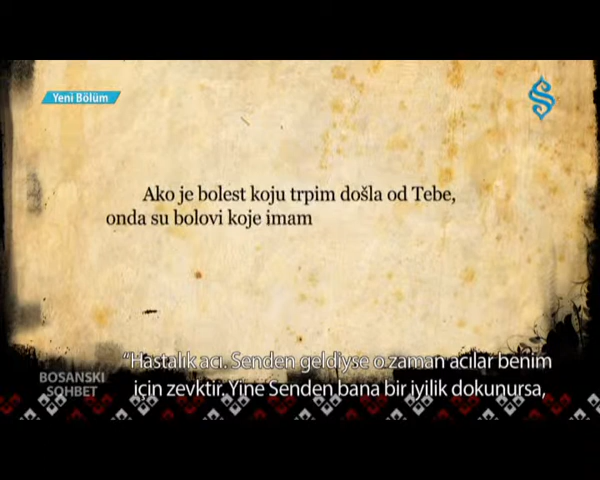 Yeni Bölüm
Ako je bolest koju trpim došla od Tebe,
onda su bolovi koje imam
"Hastalık acı. Senden geldiyse o zaman acılar benim
için zevktir. Yine Senden bana bir iyilik dokunursa,
BOSANSKI
SOHBET